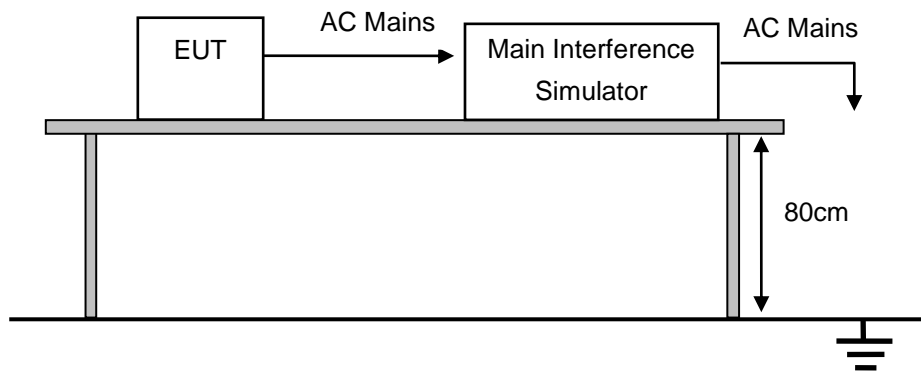 EUT
AC Mains
Main Interference
Simulator
AC Mains
80cm